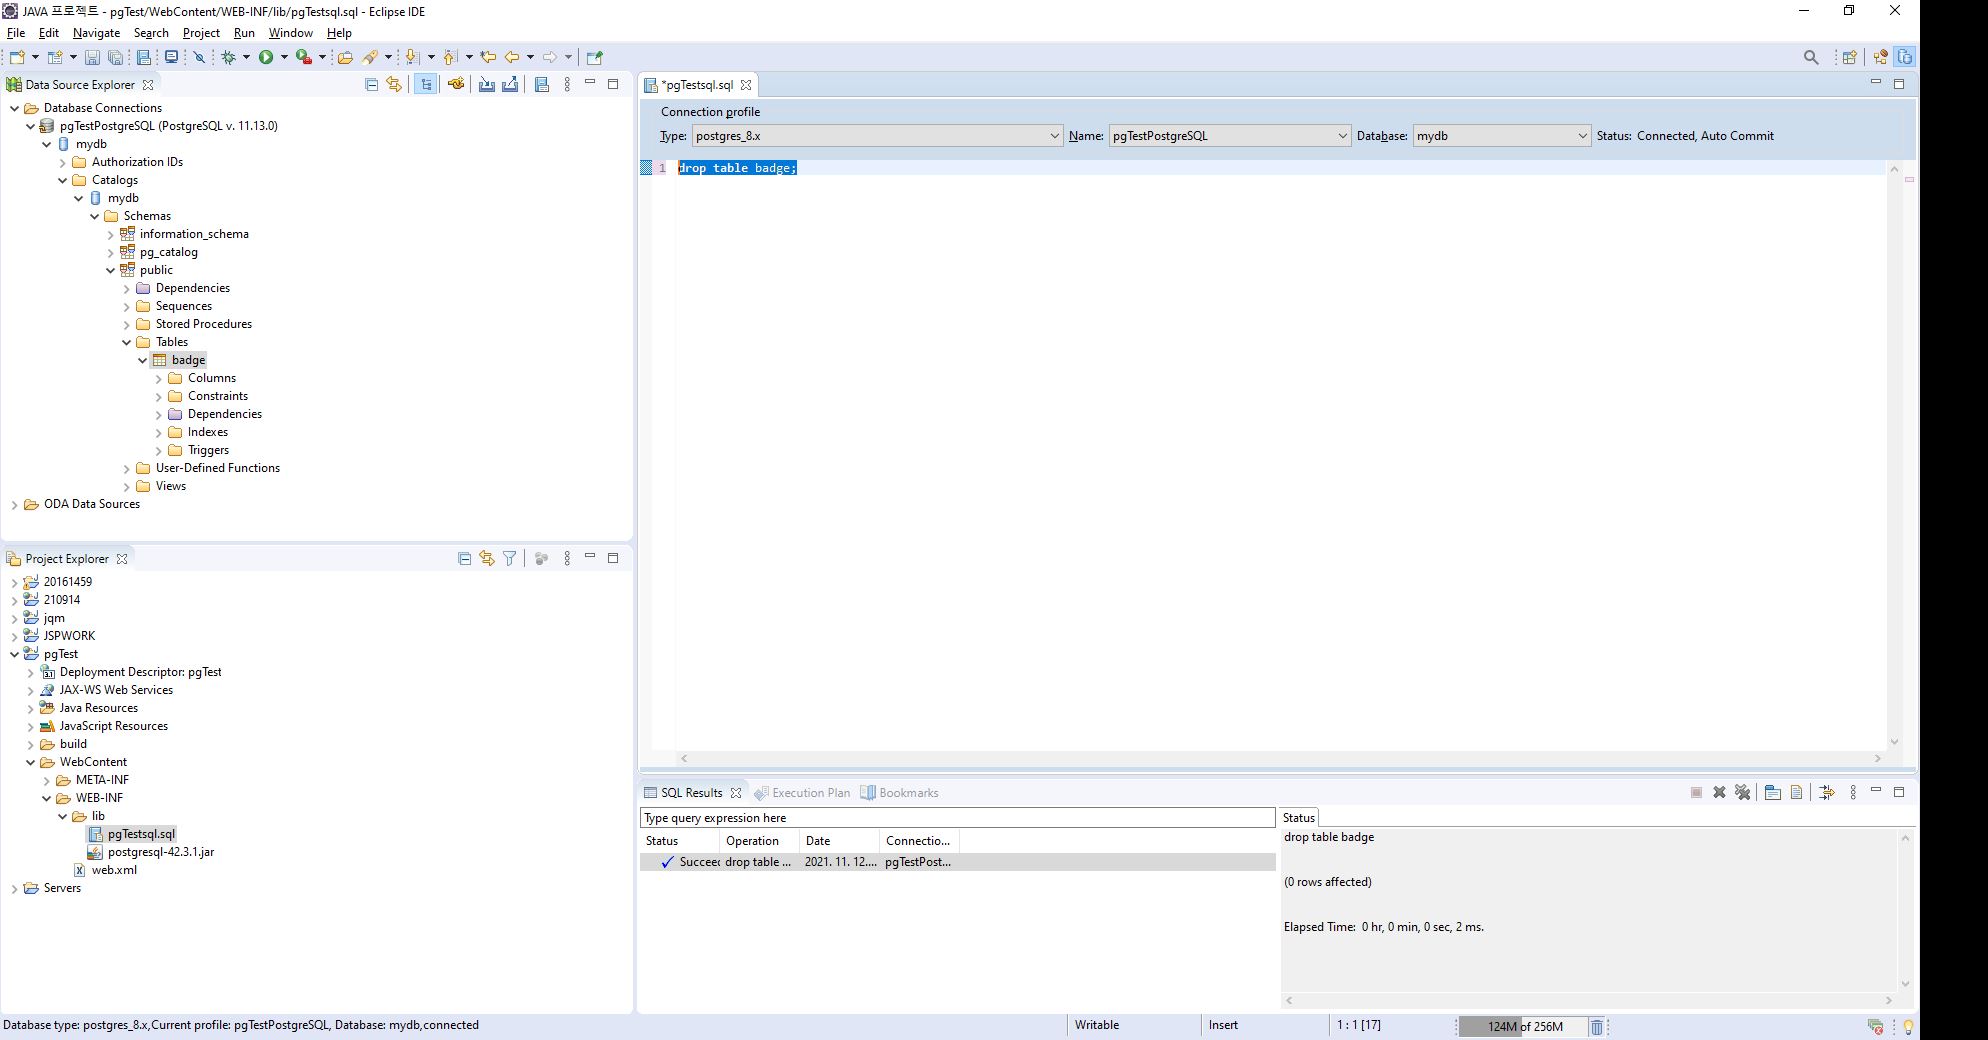 JAVA 프로젝트 - pgTest/WebContent/WEB-INF/lib/pgTestsql.sql - Eclipse IDE
File Edit Navigate Search Project Run Window Help
Data Source Explorer
Database Connections
pgTestPostgreSQL (PostgreSQL v. 11.13.0)
mydb
Authorization IDs
Catalogs
mydb
Schemas
information_schema
pg_catalog
public
Dependencies
Sequences
Stored Procedures
Tables
badge
Columns
Constraints
Dependencies
Indexes
Triggers
User-Defined Functions
Views
ODA Data Sources
Project Explorer
20161459
210914
jqm
JSPWORK
pgTest
Deployment Descriptor: pgTest
JAX-WS Web Services
Java Resources
JavaScript Resources
build
WebContent
META-INF
WEB-INF
lib
pgTestsql.sql
postgresql-42.3.1.jar
web.xml
Servers
*pgTestsql.sql
Connection profile
Type: postgres_8.x Name: pgTestPostgreSQL Database: mydb Status: Connected, Auto Commit
1 drop table badge;
SQL Results Execution Plan Bookmarks
Type query expression here
Status Operation Date Connectio...
Succeec drop table ... 2021. 11. 12.... pgTestPost...
Status
drop table badge
(0 rows affected)
Elapsed Time: 0 hr, 0 min, 0 sec, 2 ms.
Database type: postgres_8.x,Current profile: pgTestPostgreSQL, Database: mydb,connected Writable Insert 1 : 1 [17] 124M of 256M